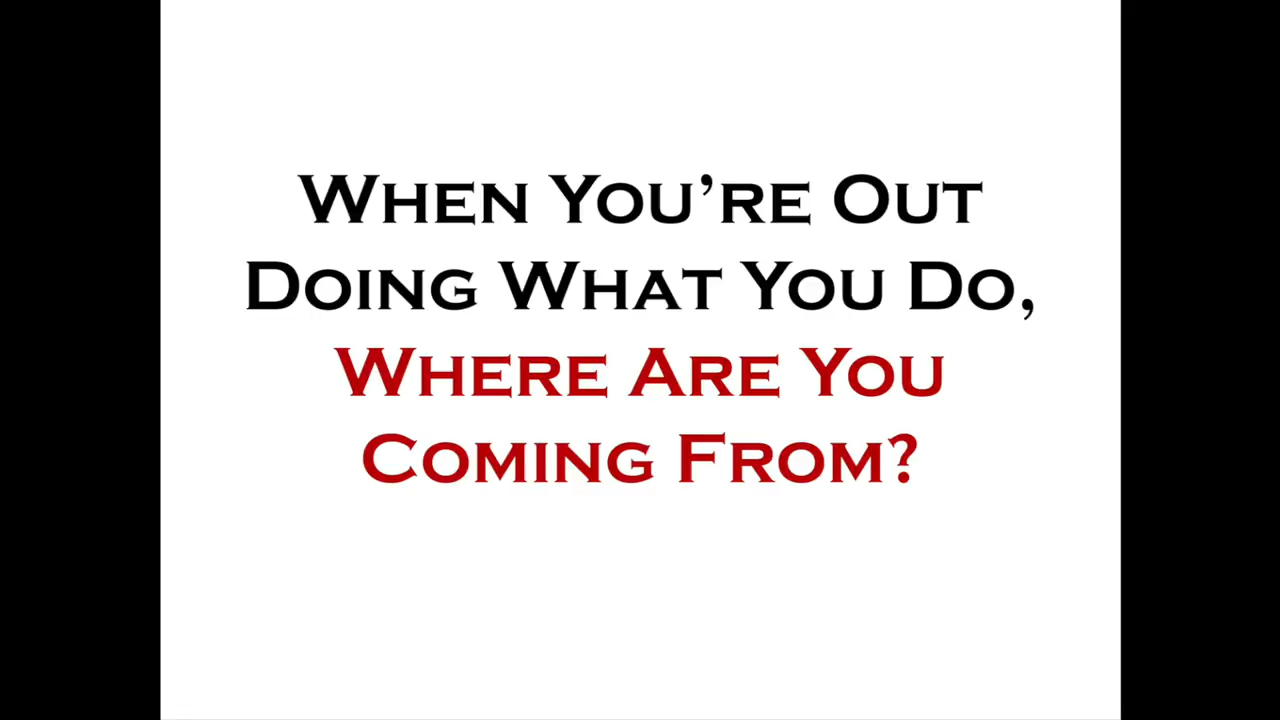 When You’re Out
Doing What You Do,
Where Are You
Coming From?